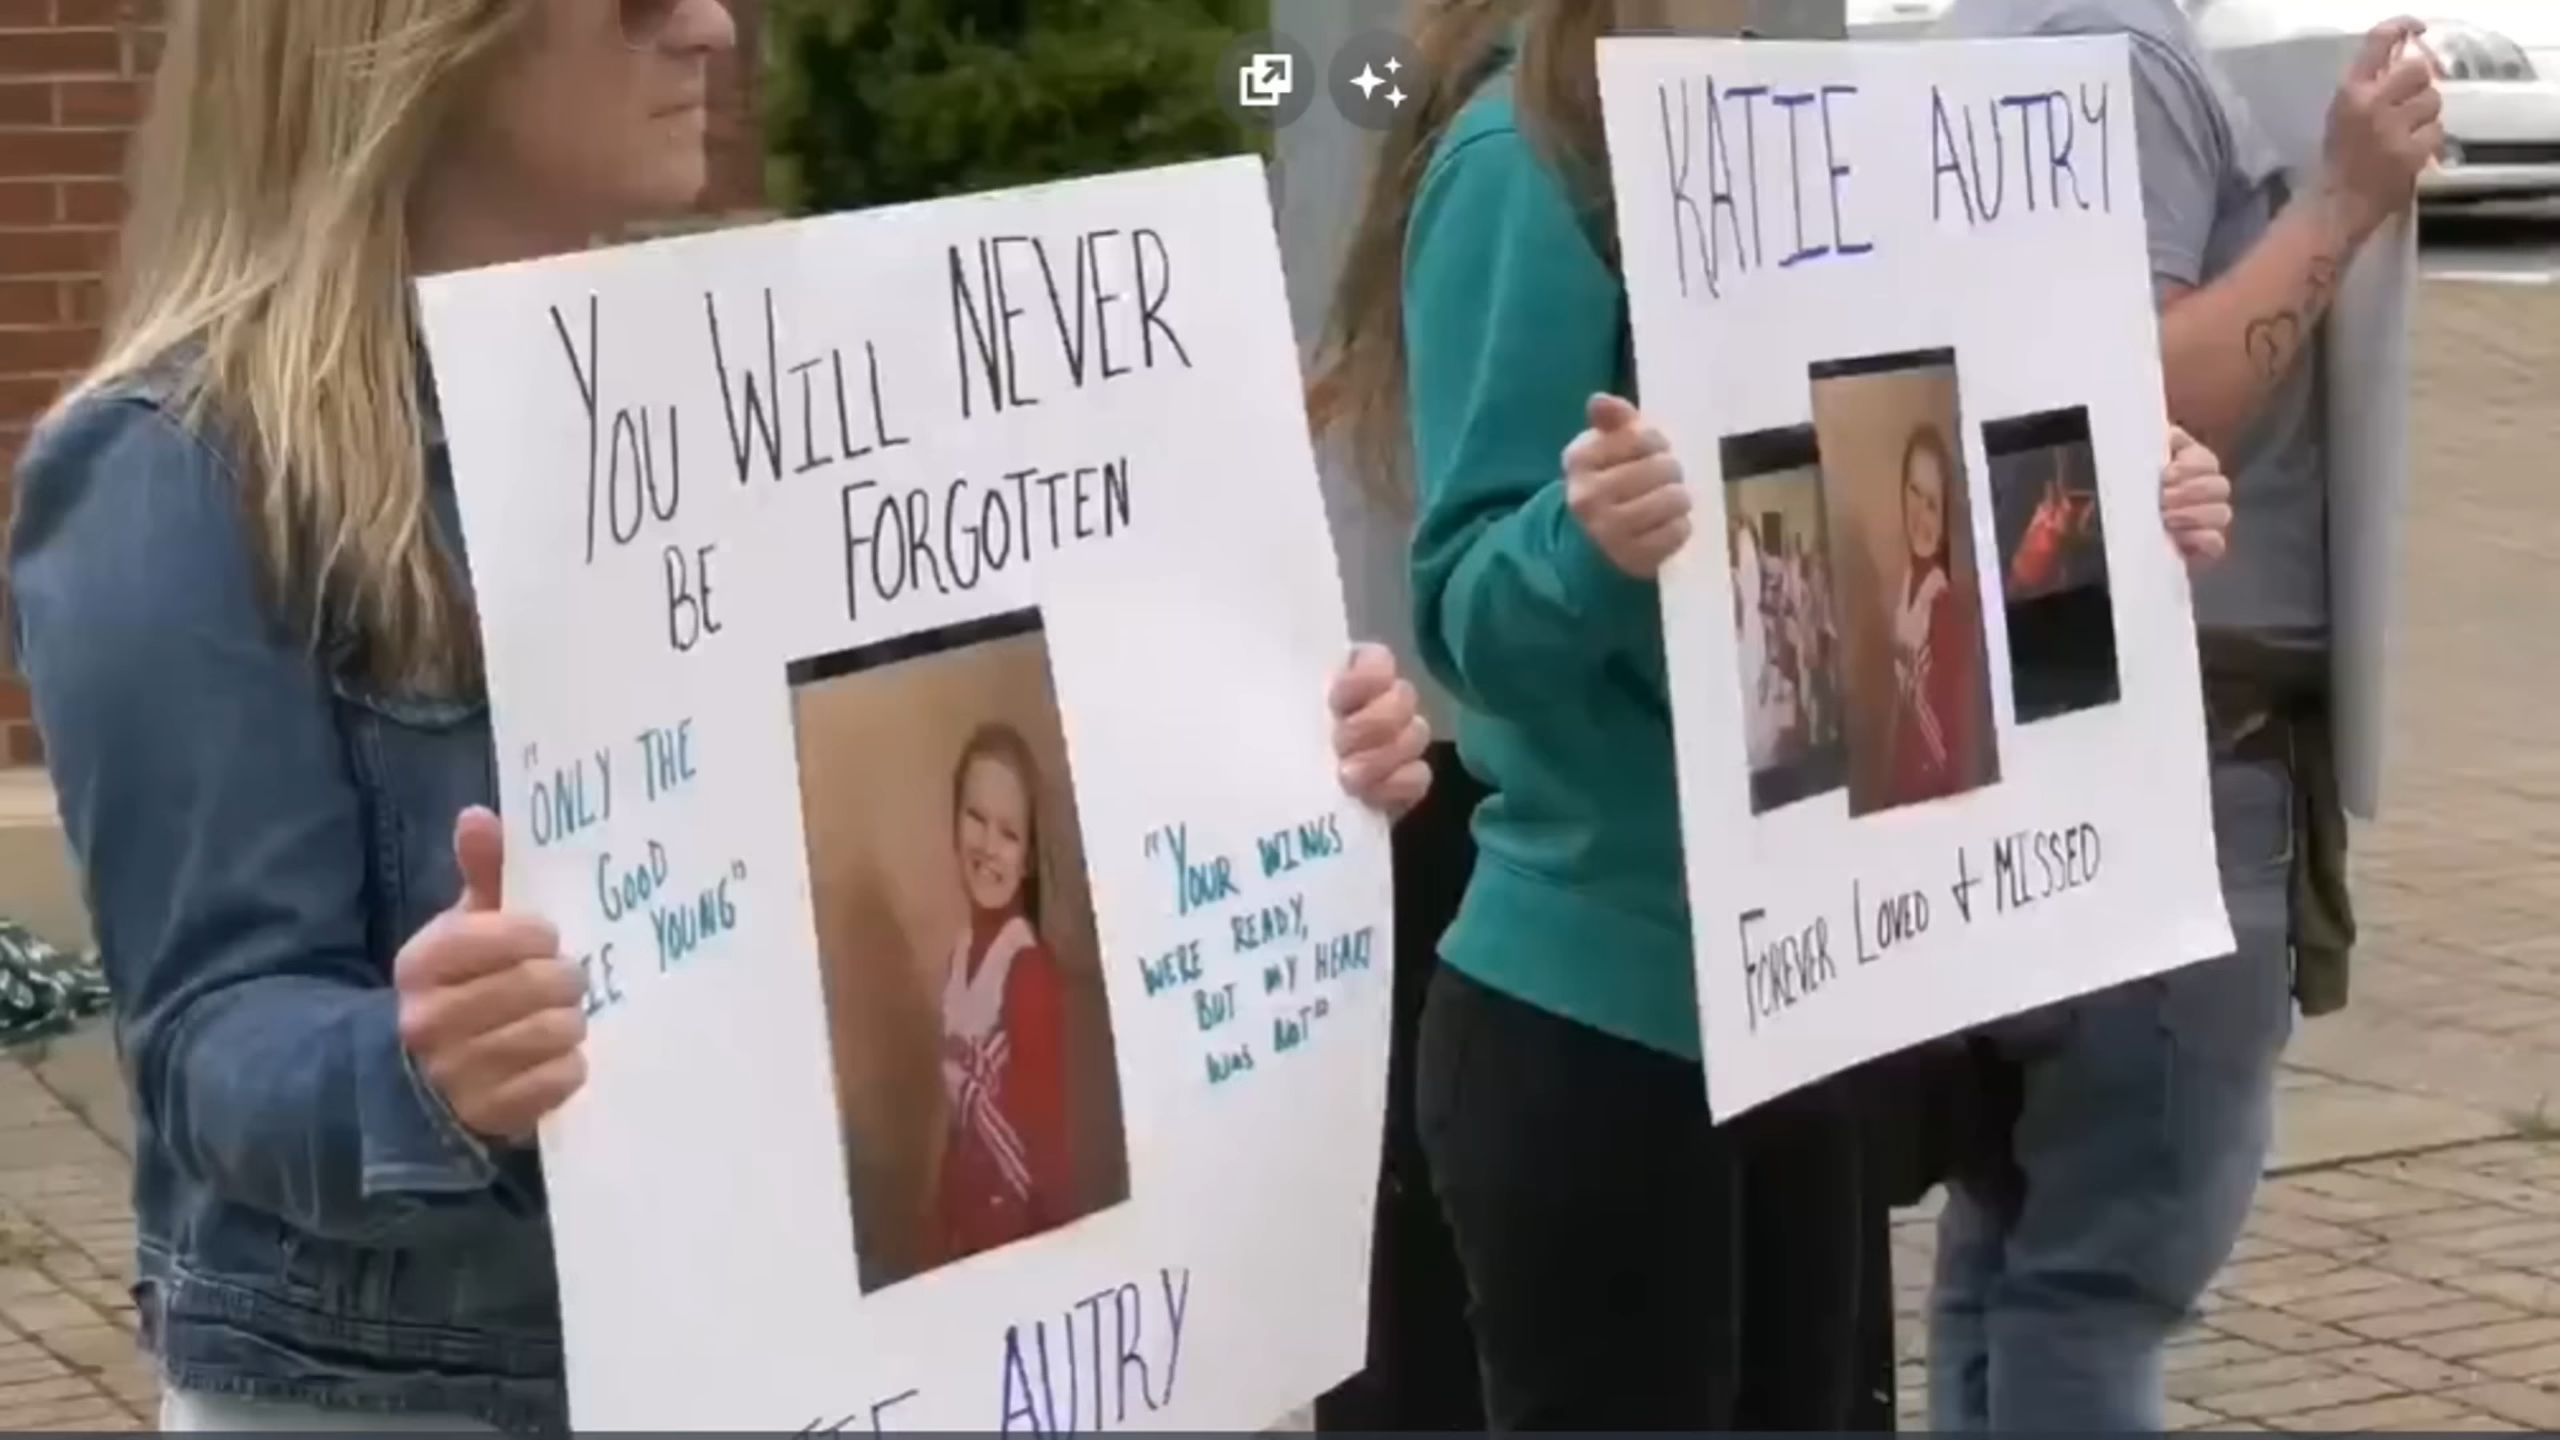 YOU WILL NEVER
BE FORGOTTEN
"ONLY THE
GOOD
IE YOUNG"
"YOUR WINGS
WERE READY,
BUT MY HEART
WAS NOT"
AUTRY
KATIE AUTRY
FOREVER LOVED & MISSED